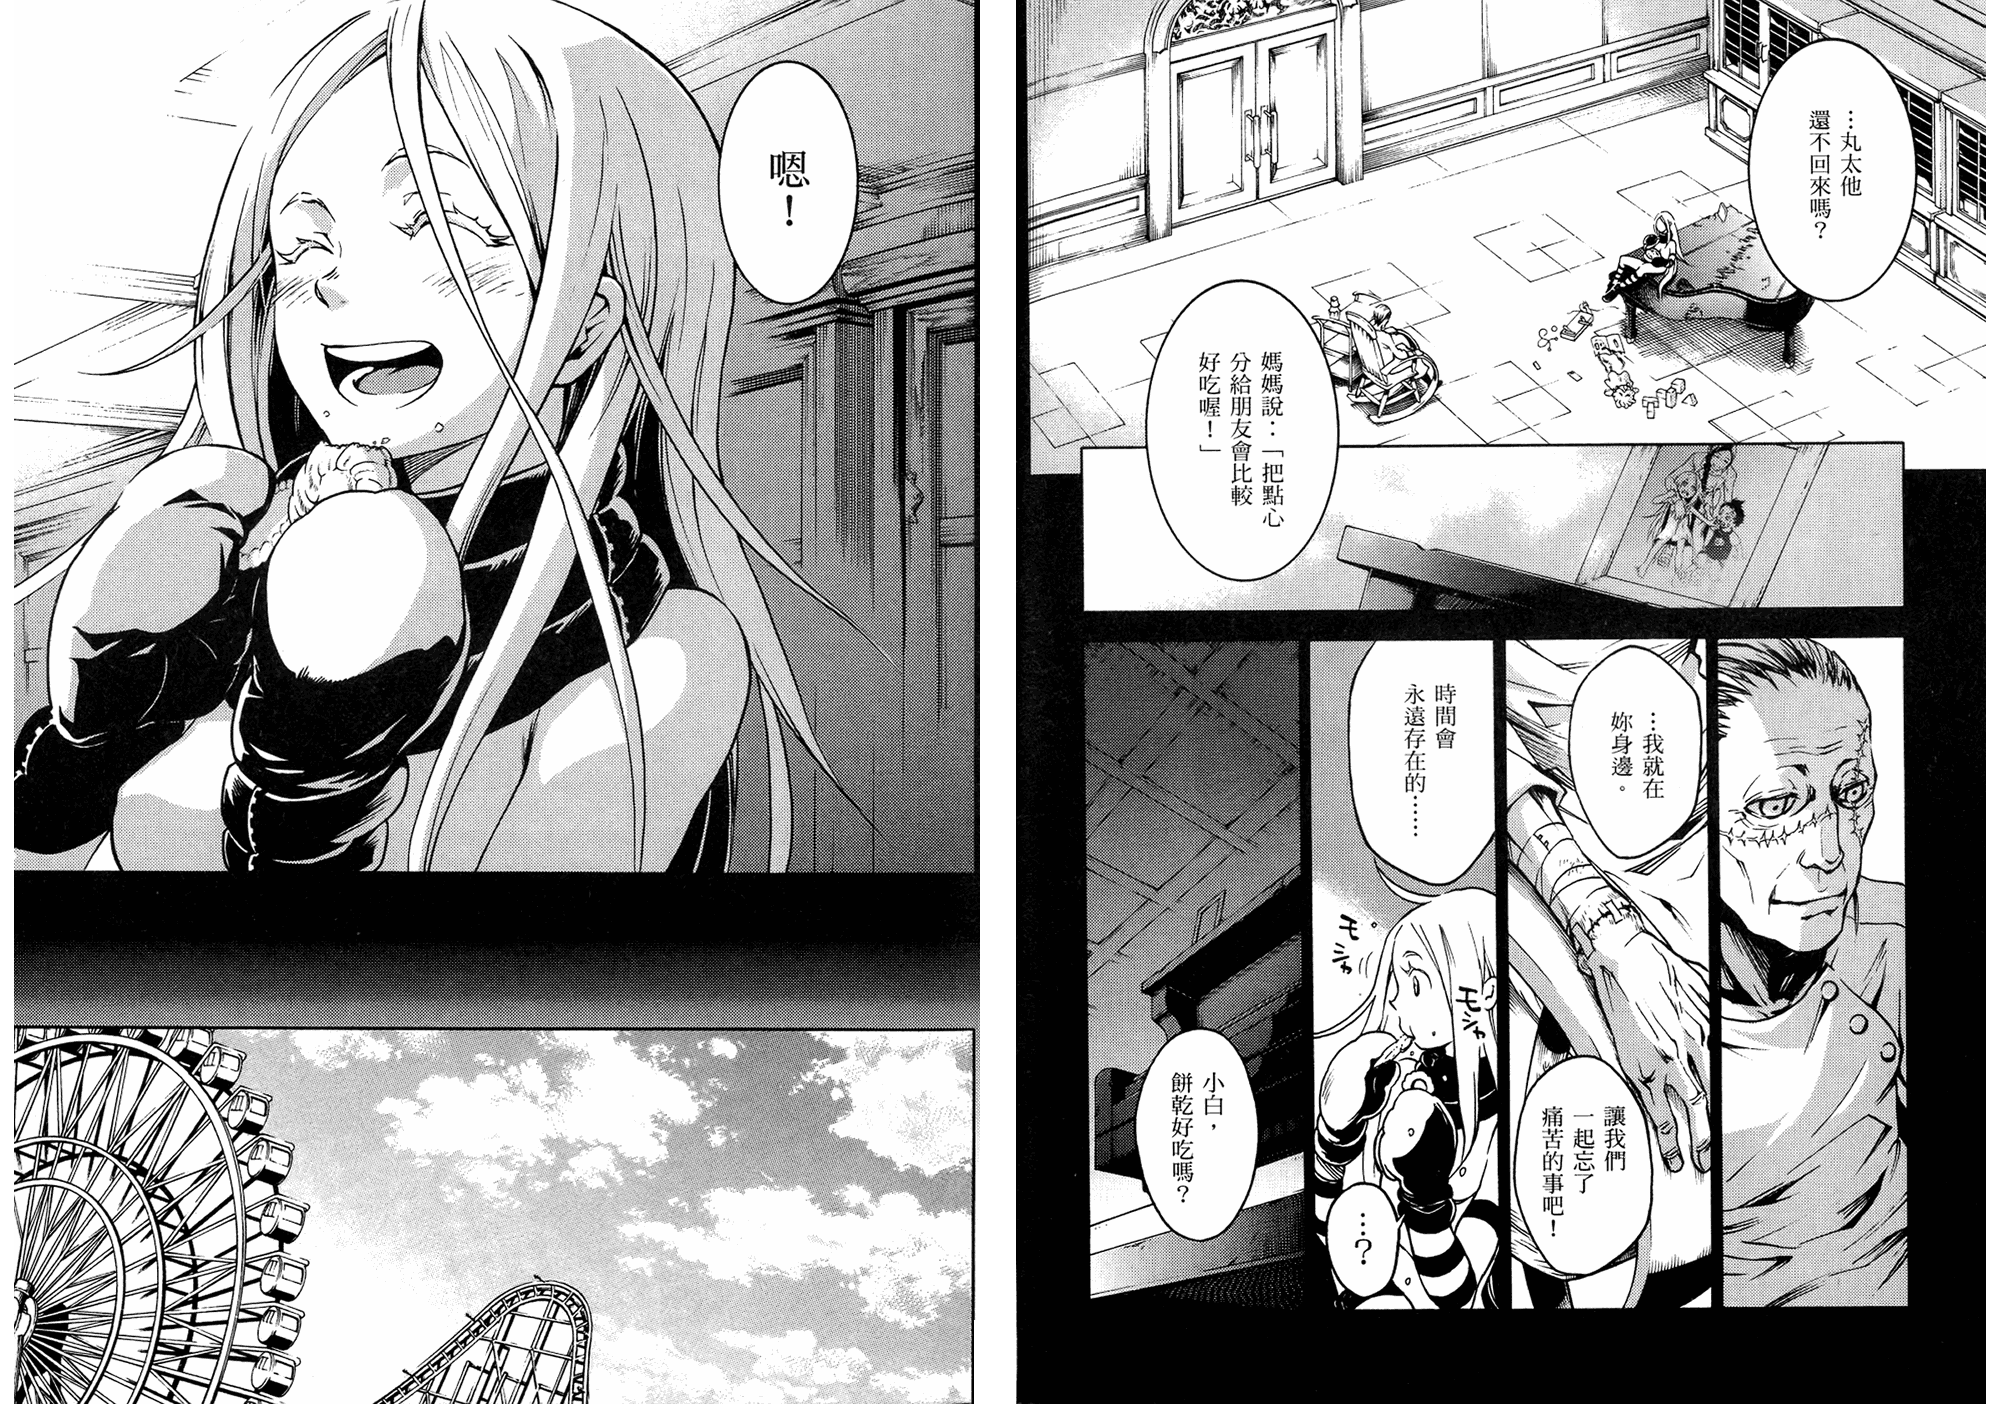 …丸太他
還不回來嗎？
媽媽說：「把點心
分給朋友會比較
好吃喔！」
…我就在
妳身邊。
讓我們
一起忘了
痛苦的事吧！
時間會
永遠存在的……
モシャ
モシャ
…？
小白，
餅乾好吃嗎？
嗯！